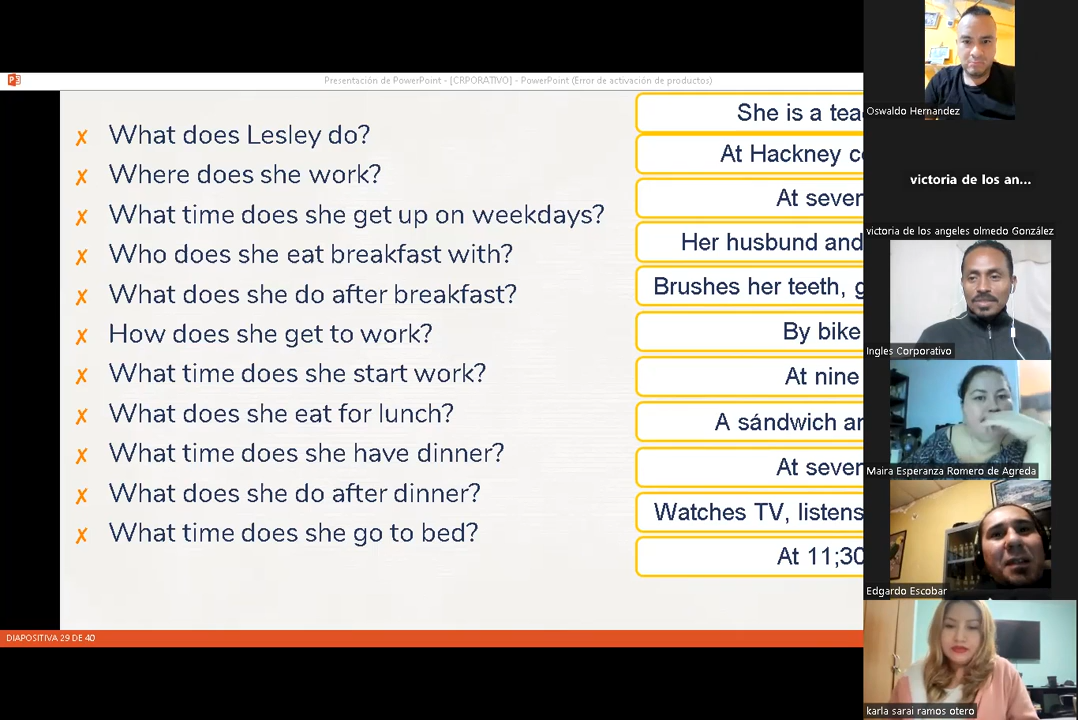 Presentación de PowerPoint - [CRPORATIVO] - PowerPoint (Error de activación de productos)
What does Lesley do?
She is a tea
Where does she work?
At Hackney c
What time does she get up on weekdays?
At seven
Who does she eat breakfast with?
Her husbund and
What does she do after breakfast?
Brushes her teeth, g
How does she get to work?
By bike
What time does she start work?
At nine
What does she eat for lunch?
A sándwich an
What time does she have dinner?
At seven
What does she do after dinner?
Watches TV, listens
What time does she go to bed?
At 11;30
DIAPOSITIVA 29 DE 40
Oswaldo Hernandez
victoria de los an...
victoria de los angeles olmedo González
Ingles Corporativo
Maira Esperanza Romero de Agreda
Edgardo Escobar
karla sarai ramos otero